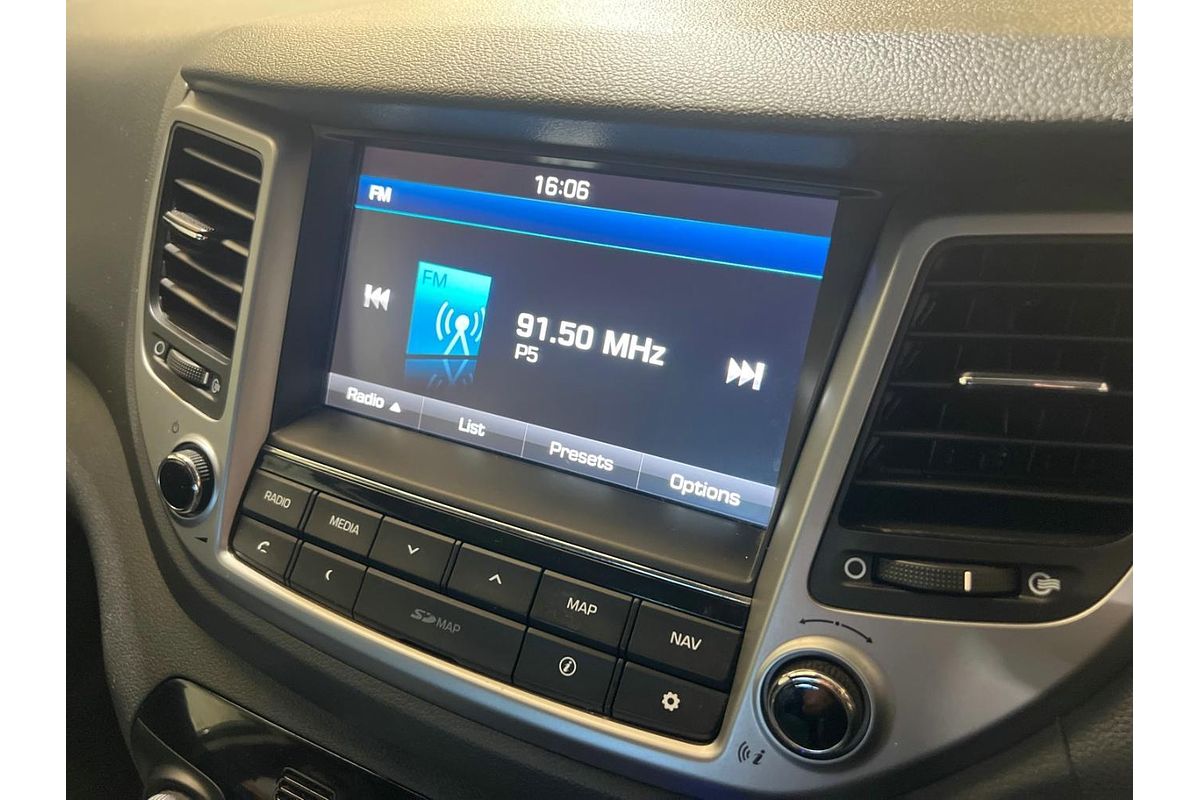 16:06
FM
FM
91.50 MHz
P5
Radio
List
Presets
Options
RADIO
MEDIA
MAP
NAV
SD MAP
i
i